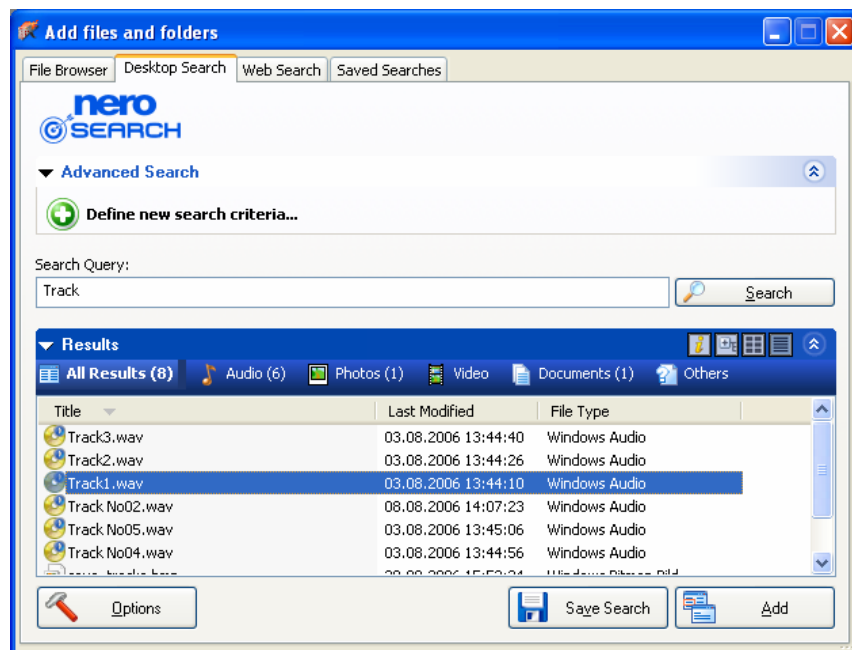 Add files and folders
File Browser Desktop Search Web Search Saved Searches
nero
SEARCH
Advanced Search
Define new search criteria...
Search Query:
Track
Search
Results
All Results (8) Audio (6) Photos (1) Video Documents (1) Others
Title Last Modified File Type
Track3.wav 03.08.2006 13:44:40 Windows Audio
Track2.wav 03.08.2006 13:44:26 Windows Audio
Track1.wav 03.08.2006 13:44:10 Windows Audio
Track No02.wav 08.08.2006 14:07:23 Windows Audio
Track No05.wav 03.08.2006 13:45:06 Windows Audio
Track No04.wav 03.08.2006 13:44:56 Windows Audio
Options Save Search Add